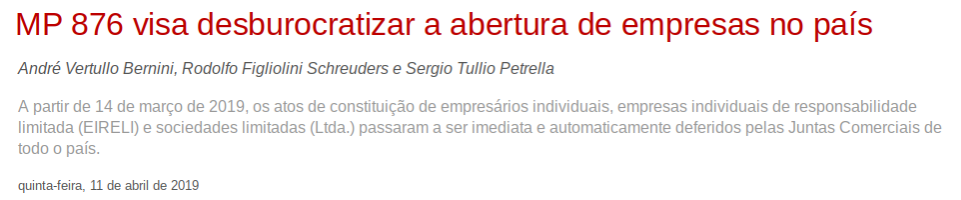 MP 876 visa desburocratizar a abertura de empresas no país
André Vertullo Bernini, Rodolfo Figliolini Schreuders e Sergio Tullio Petrella
A partir de 14 de março de 2019, os atos de constituição de empresários individuais, empresas individuais de responsabilidade
limitada (EIRELI) e sociedades limitadas (Ltda.) passaram a ser imediata e automaticamente deferidos pelas Juntas Comerciais de
todo o país.
quinta-feira, 11 de abril de 2019